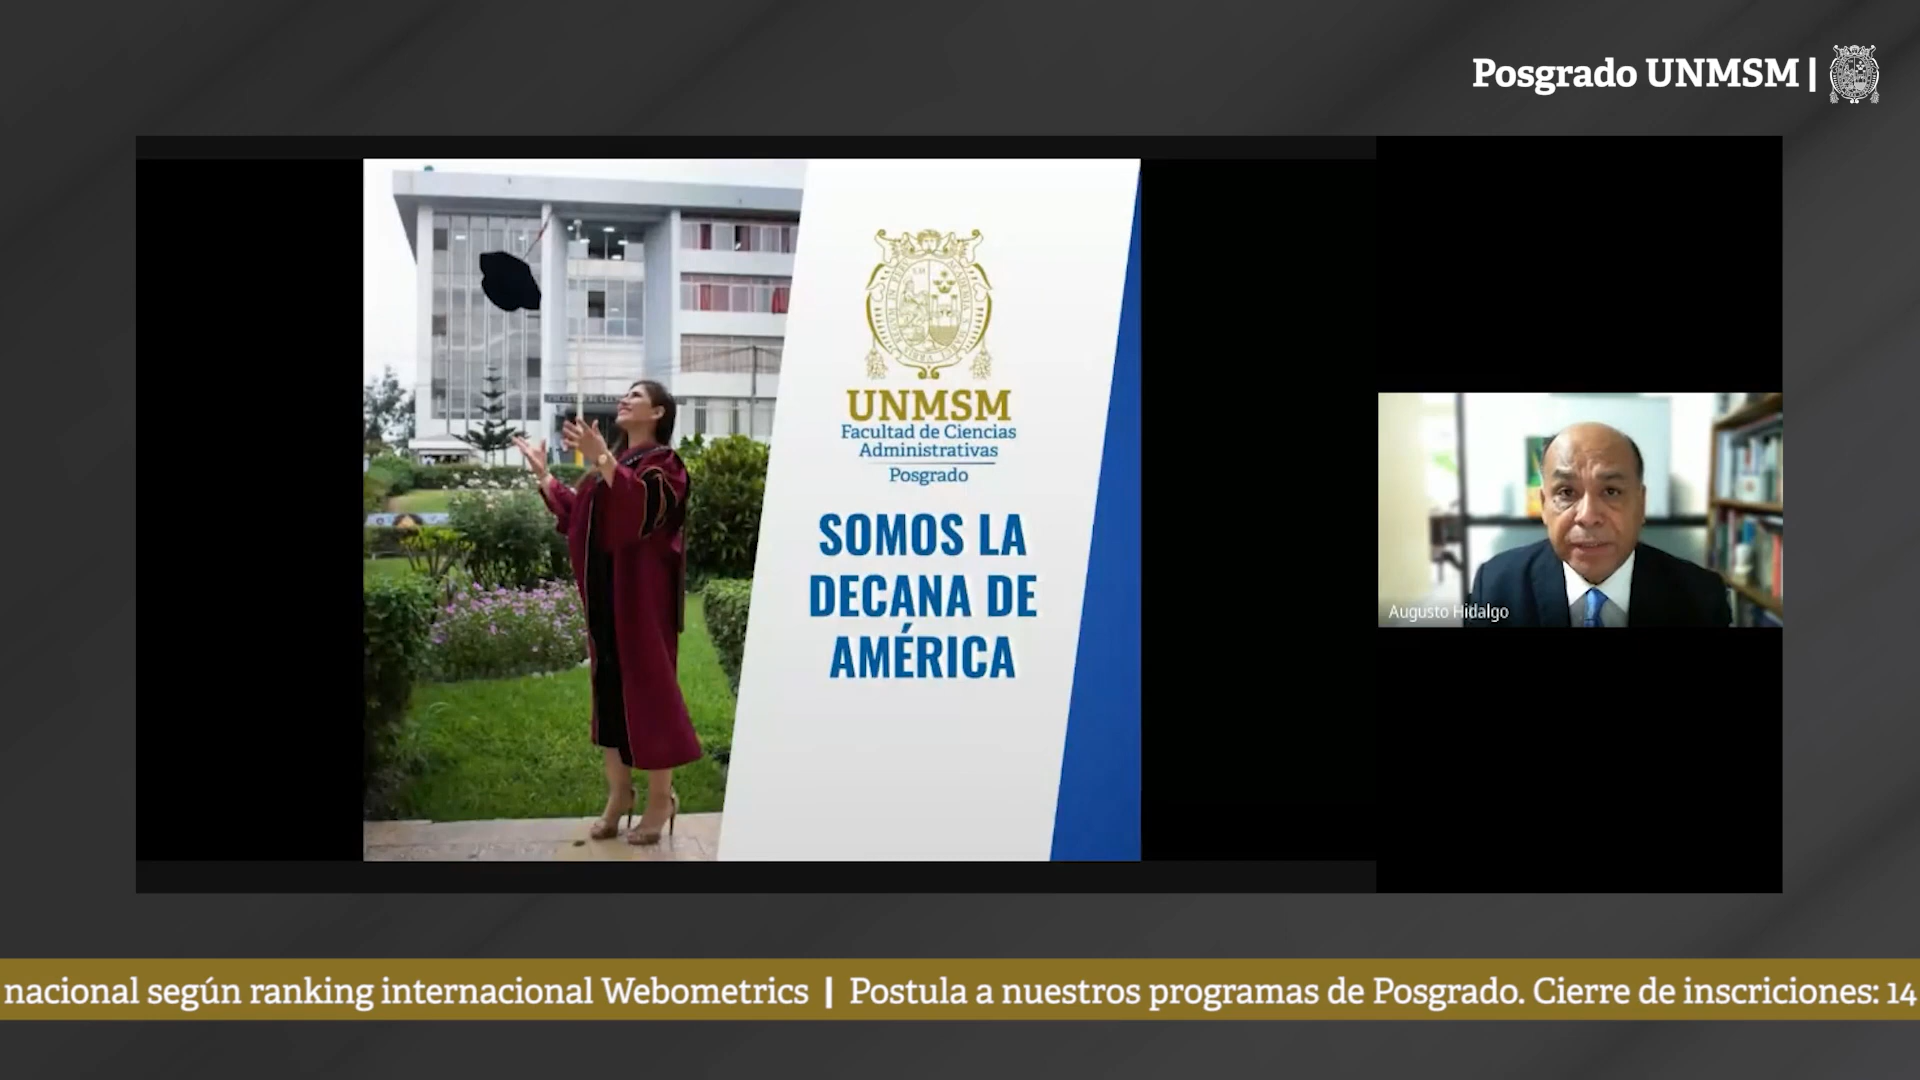 Posgrado UNMSM |
UNMSM
Facultad de Ciencias
Administrativas
Posgrado
SOMOS LA
DECANA DE
AMÉRICA
Augusto Hidalgo
nacional según ranking internacional Webometrics | Postula a nuestros programas de Posgrado. Cierre de inscriciones: 14